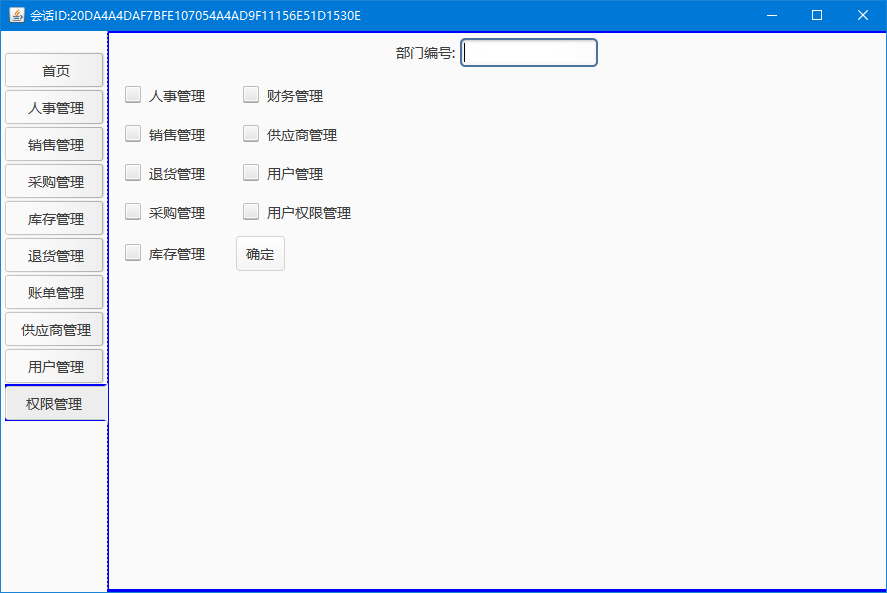 会话ID:20DA4A4DAF7BFE107054A4AD9F11156E51D1530E
首页
人事管理
销售管理
采购管理
库存管理
退货管理
账单管理
供应商管理
用户管理
权限管理
部门编号:
人事管理 财务管理
销售管理 供应商管理
退货管理 用户管理
采购管理 用户权限管理
库存管理 确定